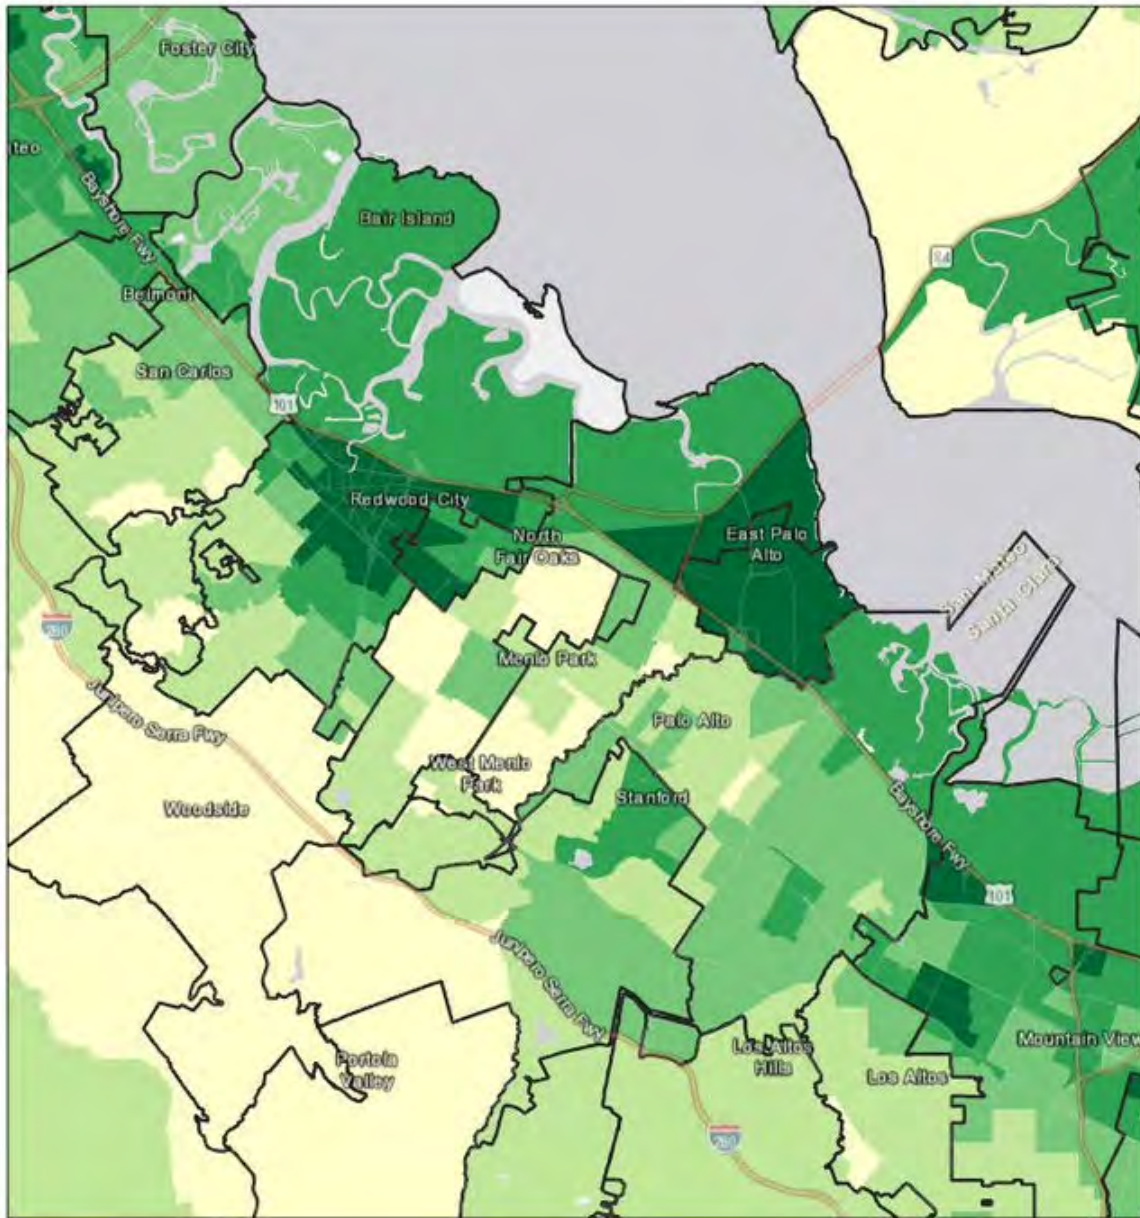 Foster City
ateo
Bayshore Fwy
Bair Island
84
Belmont
San Carlos
101
Redwood City
North
Fair Oaks
East Palo
Alto
San Mateo
Santa Clara
280
Menlo Park
Junipero Serra Fwy
Palo Alto
West Menlo
Park
Woodside
Stanford
Bayshore Fwy
101
Junipero Serra Fwy
Portola
Valley
Los Altos
Hills
Los Altos
Mountain View
280